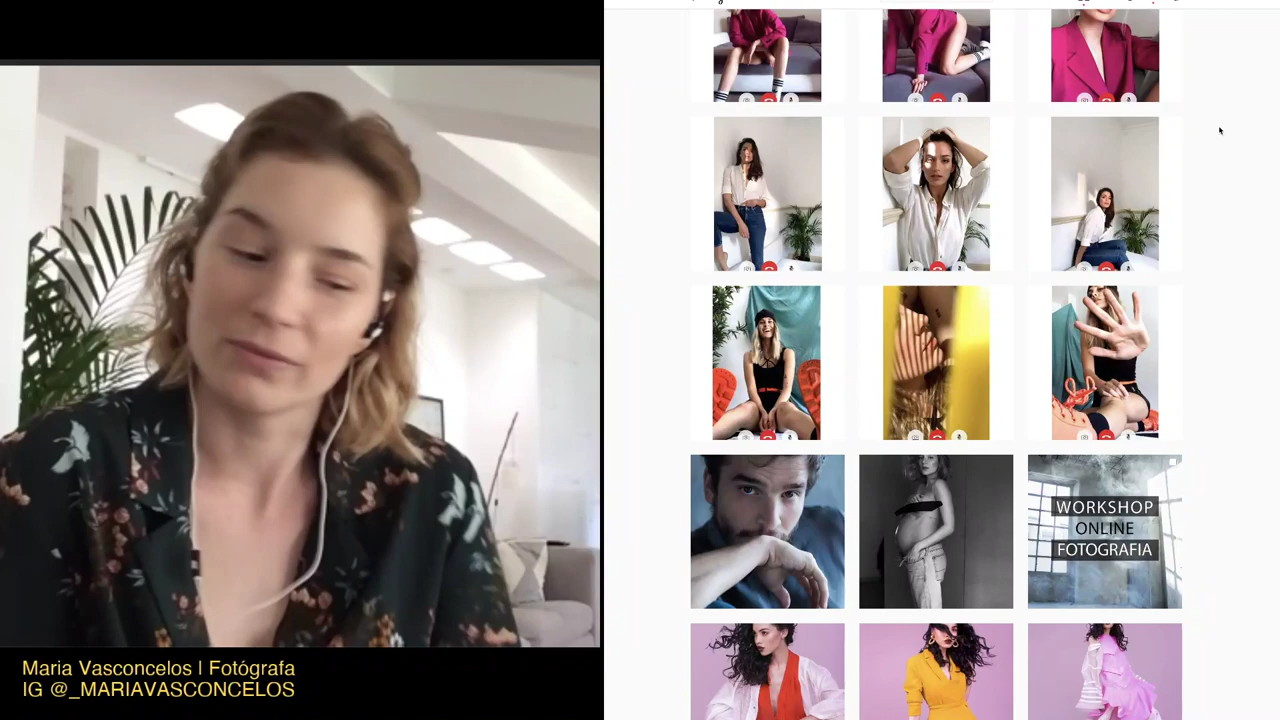 Maria Vasconcelos | Fotógrafa
IG @_MARIAVASCONCELOS
WORKSHOP
ONLINE
FOTOGRAFIA